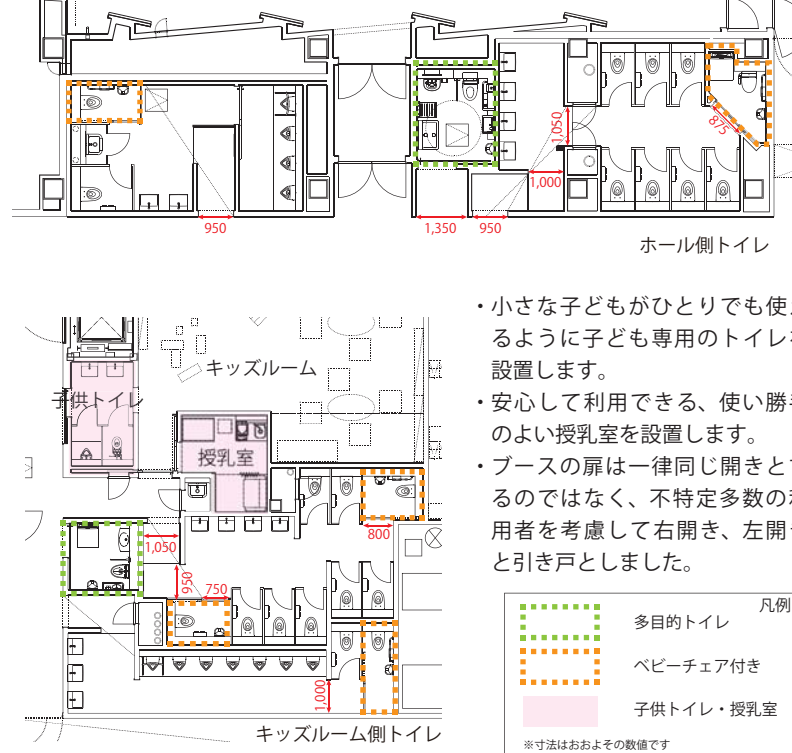 1,050
875
1,000
950
1,350
950
ホール側トイレ
キッズルーム
子供トイレ
授乳室
1,050
800
950
750
1,000
キッズルーム側トイレ
・小さな子どもがひとりでも使
るように子ども専用のトイレ
設置します。
・安心して利用できる、使い勝
のよい授乳室を設置します。
・ブースの扉は一律同じ開きと
るのではなく、不特定多数の
用者を考慮して右開き、左開
と引き戸としました。
凡例
多目的トイレ
ベビーチェア付き
子供トイレ・授乳室
※寸法はおおよその数値です